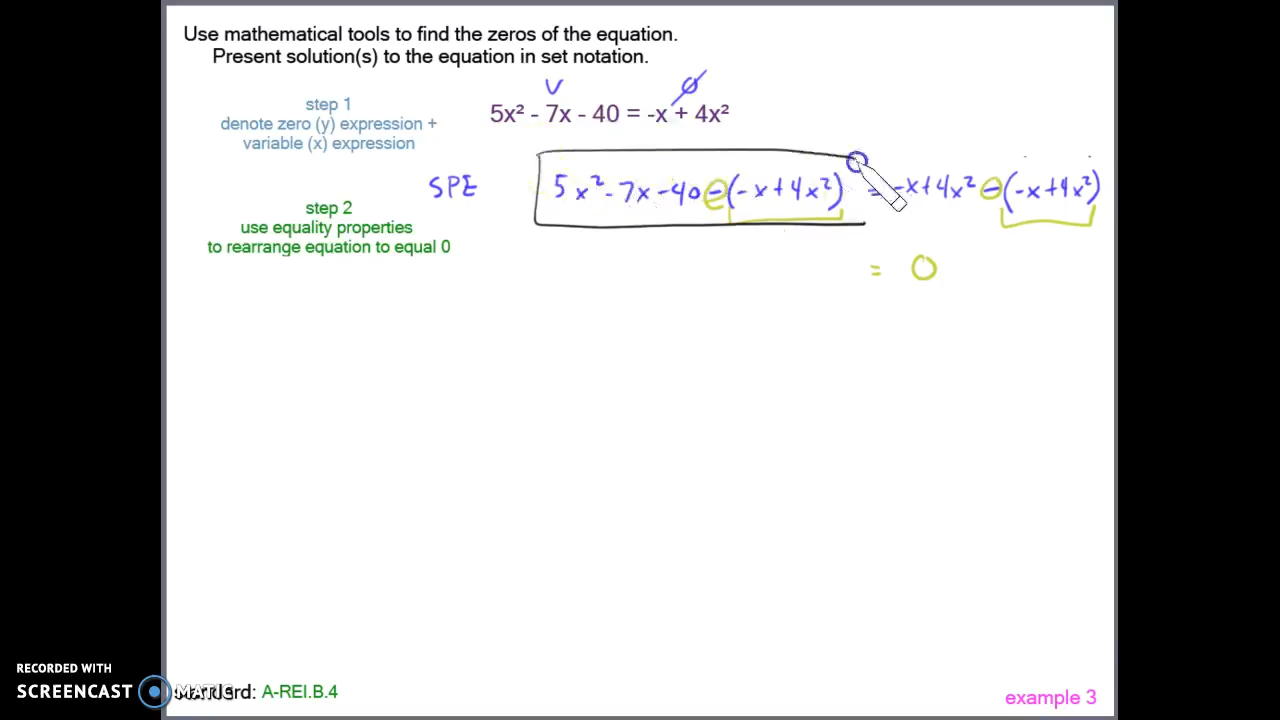 Use mathematical tools to find the zeros of the equation.
Present solution(s) to the equation in set notation.
step 1
denote zero (y) expression +
variable (x) expression
V 0
5x² - 7x - 40 = -x + 4x²
SPE 5x² - 7x - 40 - (-x + 4x²) = -x + 4x² - (-x + 4x²)
step 2
use equality properties
to rearrange equation to equal 0
= 0
RECORDED WITH
SCREENCAST MATIC
A-REI.B.4
example 3